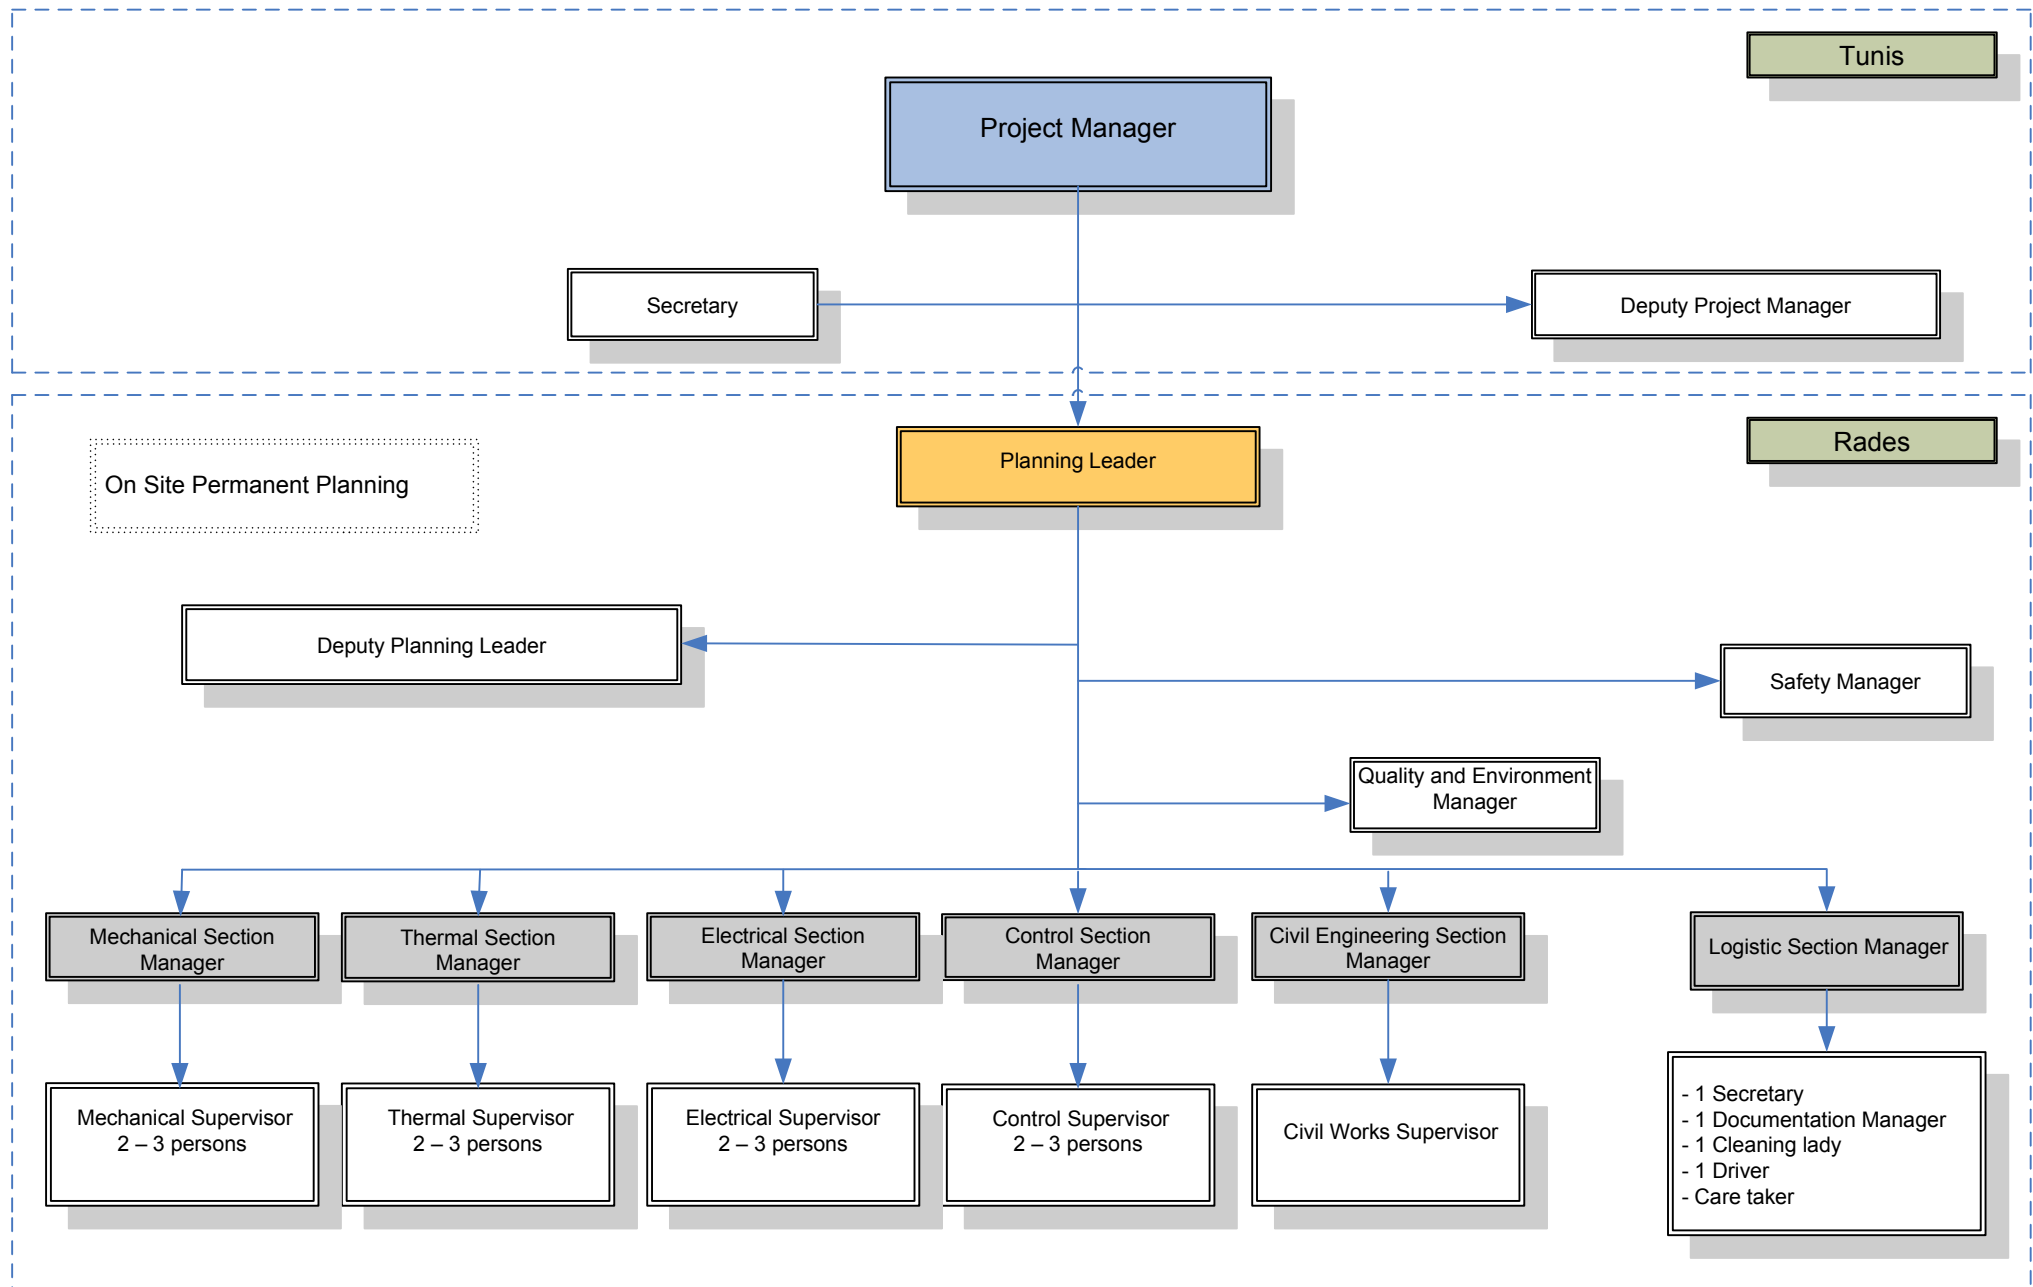 Tunis
Project Manager
Secretary
Deputy Project Manager
Planning Leader
Rades
On Site Permanent Planning
Deputy Planning Leader
Safety Manager
Quality and Environment
Manager
Mechanical Section
Manager
Thermal Section
Manager
Electrical Section
Manager
Control Section
Manager
Civil Engineering Section
Manager
Logistic Section Manager
Mechanical Supervisor
2 – 3 persons
Thermal Supervisor
2 – 3 persons
Electrical Supervisor
2 – 3 persons
Control Supervisor
2 – 3 persons
Civil Works Supervisor
- 1 Secretary
- 1 Documentation Manager
- 1 Cleaning lady
- 1 Driver
- Care taker